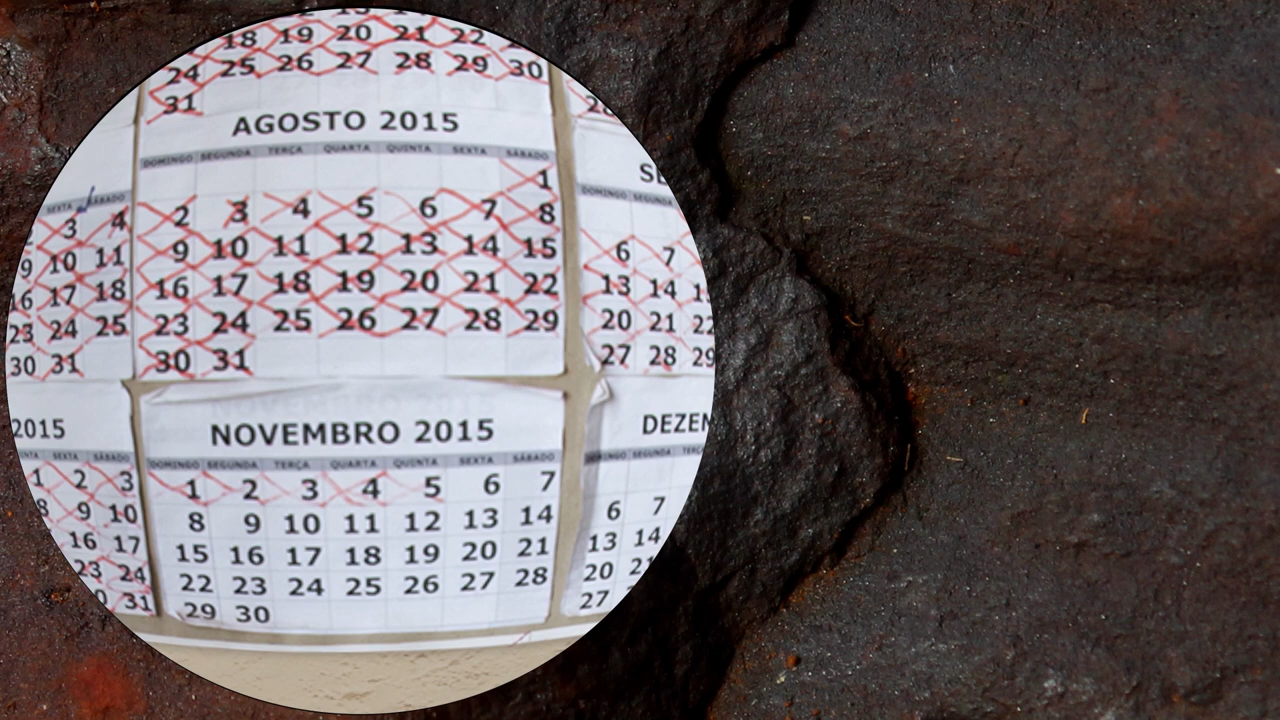 18 19 20 21 22
24 25 26 27 28 29 30
31
AGOSTO 2015
DOMINGO SEGUNDA TERÇA QUARTA QUINTA SEXTA SÁBADO
1
2 3 4 5 6 7 8
9 10 11 12 13 14 15
16 17 18 19 20 21 22
23 24 25 26 27 28 29
30 31
SEXTA SÁBADO
3 4
9 10 11
16 17 18
23 24 25
30 31
DOMINGO SEGUNDA
6 7
13 14
20 21 22
27 28 29
2015
SEXTA SÁBADO
1 2 3
8 9 10
16 17
23 24
31
NOVEMBRO 2015
DOMINGO SEGUNDA TERÇA QUARTA QUINTA SEXTA SÁBADO
1 2 3 4 5 6 7
8 9 10 11 12 13 14
15 16 17 18 19 20 21
22 23 24 25 26 27 28
29 30
SEGUNDA
6 7
13 14
20
27